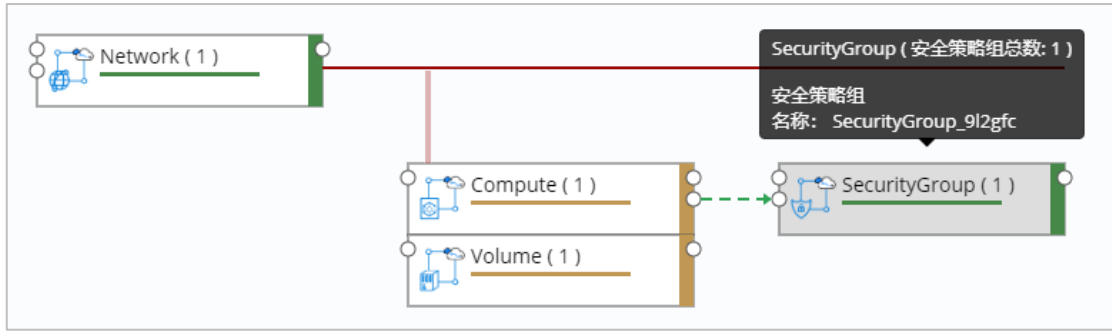 Network ( 1 )
SecurityGroup ( 安全策略组总数: 1 )
安全策略组
名称: SecurityGroup_9l2gfc
Compute ( 1 )
SecurityGroup ( 1 )
Volume ( 1 )